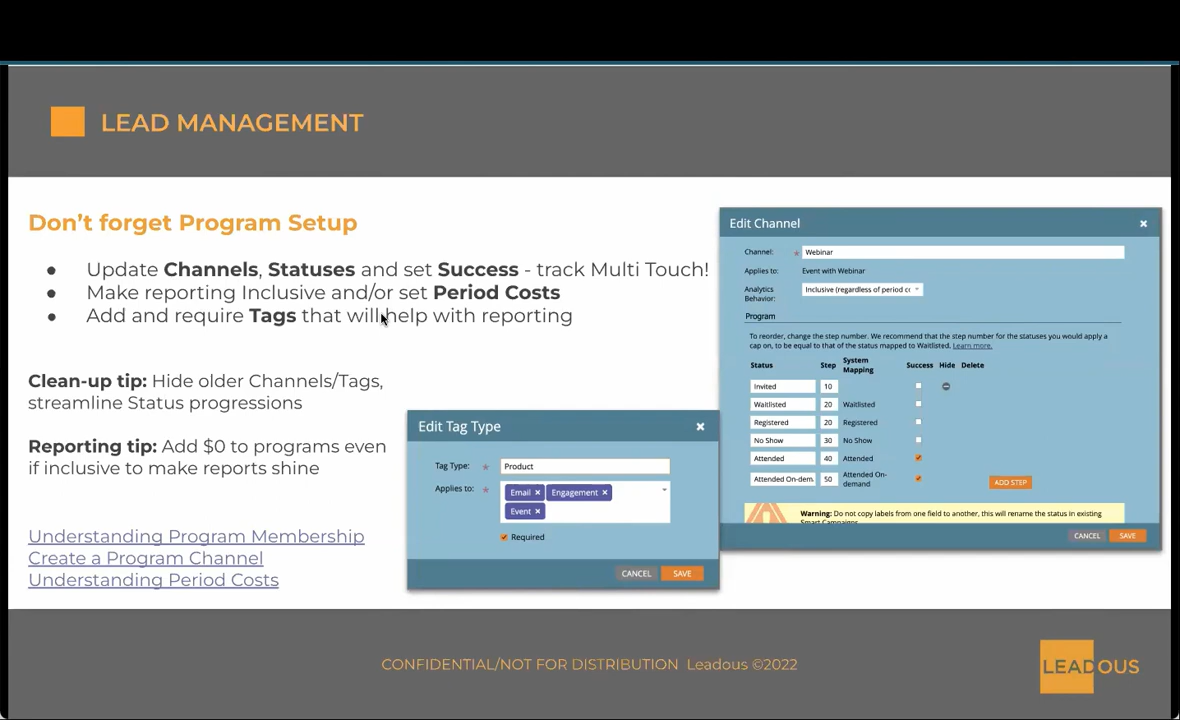 LEAD MANAGEMENT
Don’t forget Program Setup
● Update Channels, Statuses and set Success - track Multi Touch!
● Make reporting Inclusive and/or set Period Costs
● Add and require Tags that will help with reporting
Clean-up tip: Hide older Channels/Tags,
streamline Status progressions
Reporting tip: Add $0 to programs even
if inclusive to make reports shine
Understanding Program Membership
Create a Program Channel
Understanding Period Costs
Edit Tag Type
Tag Type: * Product
Applies to: * Email × Engagement ×
Event ×
Required
CANCEL SAVE
Edit Channel
Channel: * Webinar
Applies to: Event with Webinar
Analytics
Behavior:
Inclusive (regardless of period cc
Program
To reorder, change the step number. We recommend that the step number for the statuses you would apply a
cap on, to be equal to that of the status mapped to Waitlisted. Learn more.
Status Step System Mapping Success Hide Delete
Invited 10
Waitlisted 20 Waitlisted
Registered 20 Registered
No Show 30 No Show
Attended 40 Attended
Attended On-dem. 50 Attended On-
demand
ADD STEP
Warning: Do not copy labels from one field to another, this will rename the status in existing
Smart Campaigns
CANCEL SAVE
CONFIDENTIAL/NOT FOR DISTRIBUTION Leadous ©2022
LEADOUS